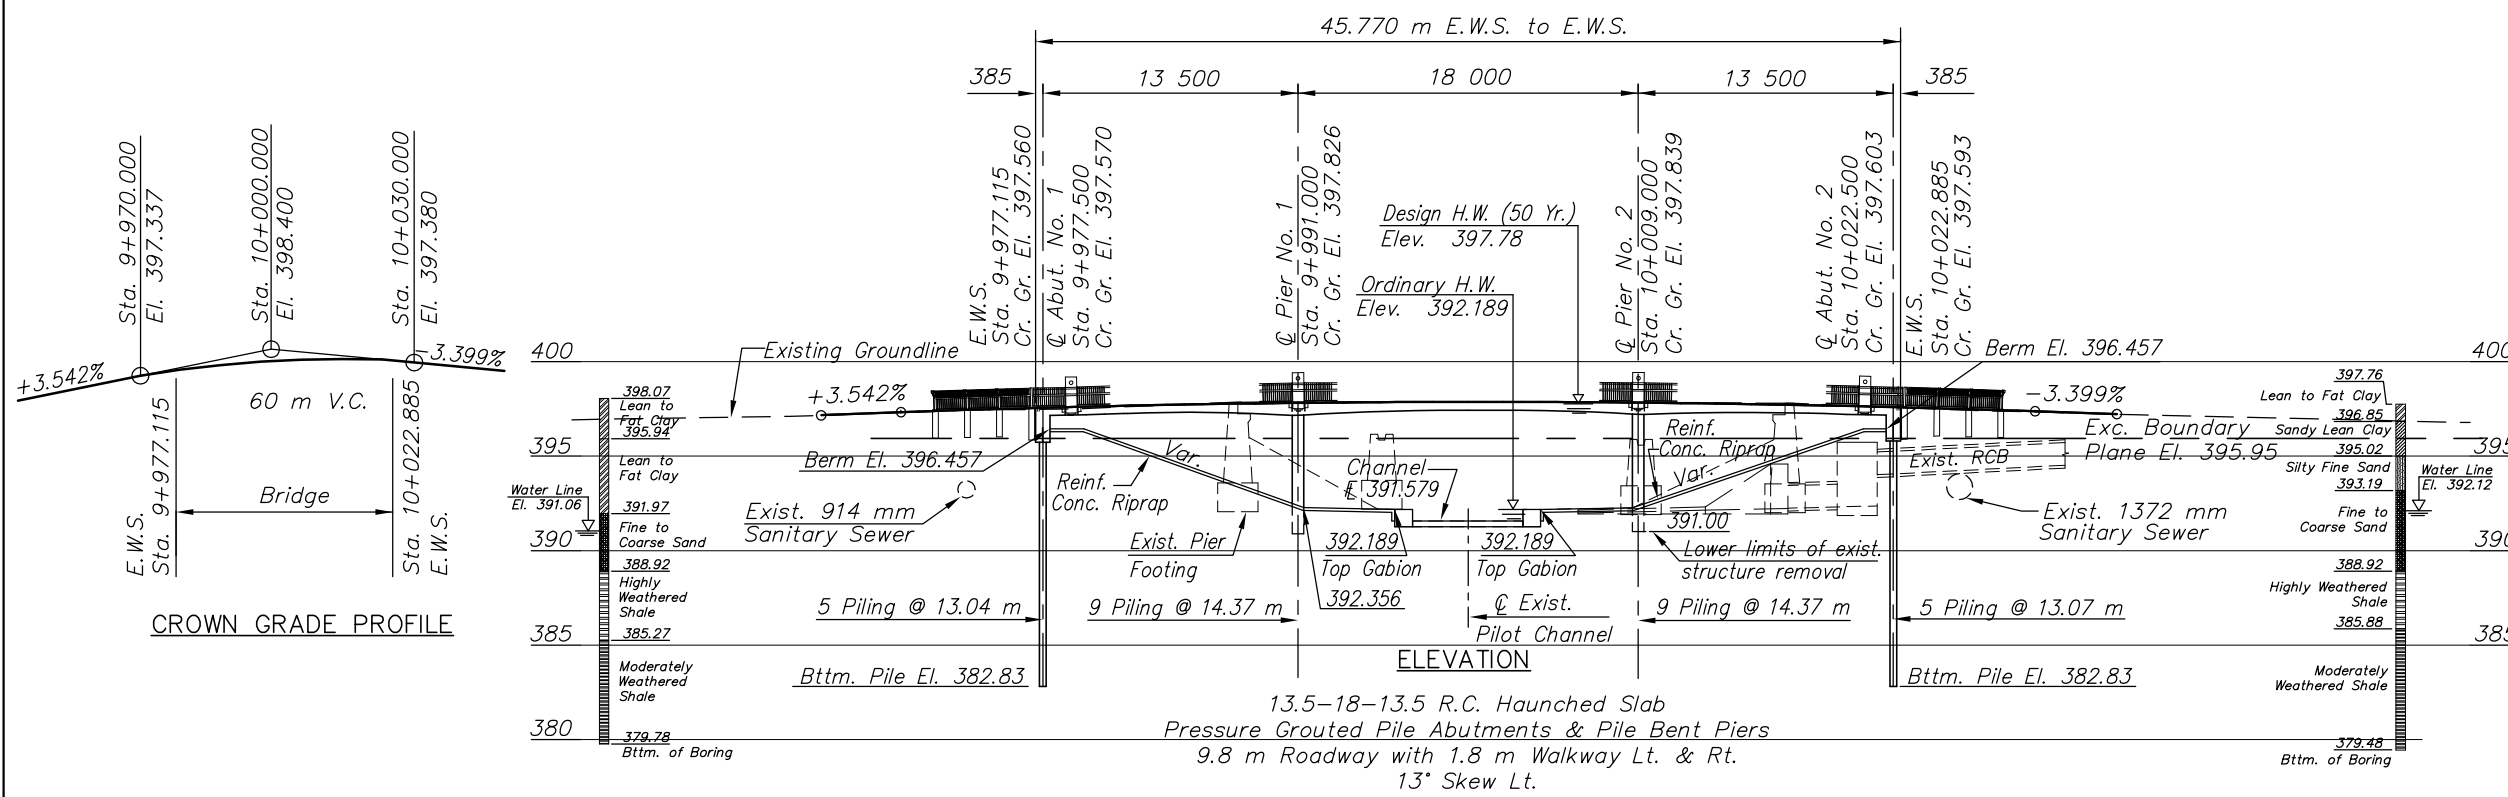 45.770 m E.W.S. to E.W.S.
385
13 500
18 000
13 500
385
Sta. 9+970.000
El. 397.337
Sta. 10+000.000
El. 398.400
Sta. 10+030.000
El. 397.380
+3.542%
-3.399%
60 m V.C.
E.W.S.
Sta. 9+977.115
Bridge
Sta. 10+022.885
E.W.S.
CROWN GRADE PROFILE
E.W.S.
Sta. 9+977.115
Cr. Gr. El. 397.560
℄ Abut. No. 1
Sta. 9+977.500
Cr. Gr. El. 397.570
℄ Pier No. 1
Sta. 9+991.000
Cr. Gr. El. 397.826
Design H.W. (50 Yr.)
Elev. 397.78
Ordinary H.W.
Elev. 392.189
℄ Pier No. 2
Sta. 10+009.000
Cr. Gr. El. 397.839
℄ Abut. No. 2
Sta. 10+022.500
Cr. Gr. El. 397.603
E.W.S.
Sta. 10+022.885
Cr. Gr. El. 397.593
400
395
390
385
380
Existing Groundline
+3.542%
Berm El. 396.457
-3.399%
Berm El. 396.457
Exc. Boundary
Plane El. 395.95
Exist. RCB
398.07
Lean to
Fat Clay
395.94
Lean to
Fat Clay
Water Line
El. 391.06
391.97
Fine to
Coarse Sand
388.92
Highly
Weathered
Shale
385.27
Moderately
Weathered
Shale
379.78
Bttm. of Boring
Exist. 914 mm
Sanitary Sewer
Reinf.
Conc. Riprap
Var.
Exist. Pier
Footing
Channel
℄ 391.579
392.189
Top Gabion
392.356
392.189
Top Gabion
Reinf.
Conc. Riprap
Var.
391.00
Lower limits of exist.
structure removal
Exist. 1372 mm
Sanitary Sewer
5 Piling @ 13.04 m
9 Piling @ 14.37 m
℄ Exist.
Pilot Channel
9 Piling @ 14.37 m
5 Piling @ 13.07 m
Bttm. Pile El. 382.83
ELEVATION
Bttm. Pile El. 382.83
13.5-18-13.5 R.C. Haunched Slab
Pressure Grouted Pile Abutments & Pile Bent Piers
9.8 m Roadway with 1.8 m Walkway Lt. & Rt.
13° Skew Lt.
397.76
Lean to Fat Clay
396.85
Sandy Lean Clay
395.02
Silty Fine Sand
393.19
Water Line
El. 392.12
Fine to
Coarse Sand
388.92
Highly Weathered
Shale
385.88
Moderately
Weathered Shale
379.48
Bttm. of Boring
400
395
390
385